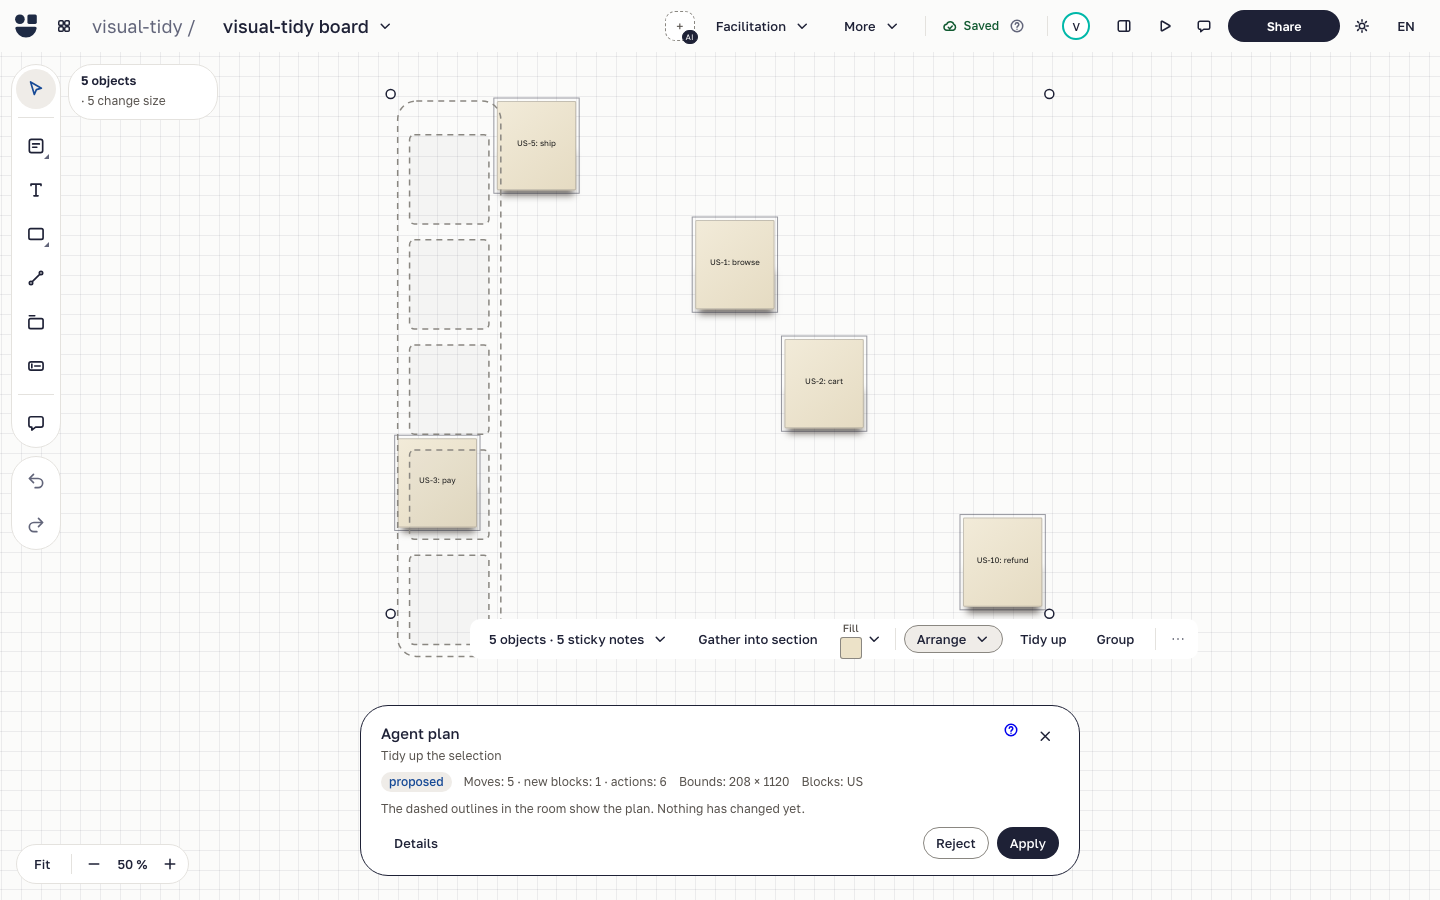 visual-tidy /
visual-tidy board
AI
Facilitation
More
Saved
V
Share
EN
5 objects
· 5 change size
US-5: ship
US-1: browse
US-2: cart
US-3: pay
US-10: refund
5 objects · 5 sticky notes
Gather into section
Fill
Arrange
Tidy up
Group
Agent plan
Tidy up the selection
proposed
Moves: 5 · new blocks: 1 · actions: 6
Bounds: 208 × 1120
Blocks: US
The dashed outlines in the room show the plan. Nothing has changed yet.
Details
Reject
Apply
Fit
50 %